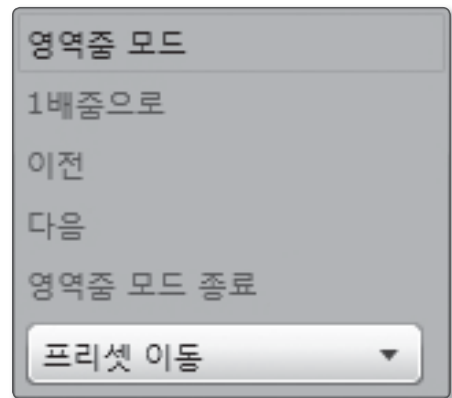 영역줌 모드
1배줌으로
이전
다음
영역줌 모드 종료
프리셋 이동